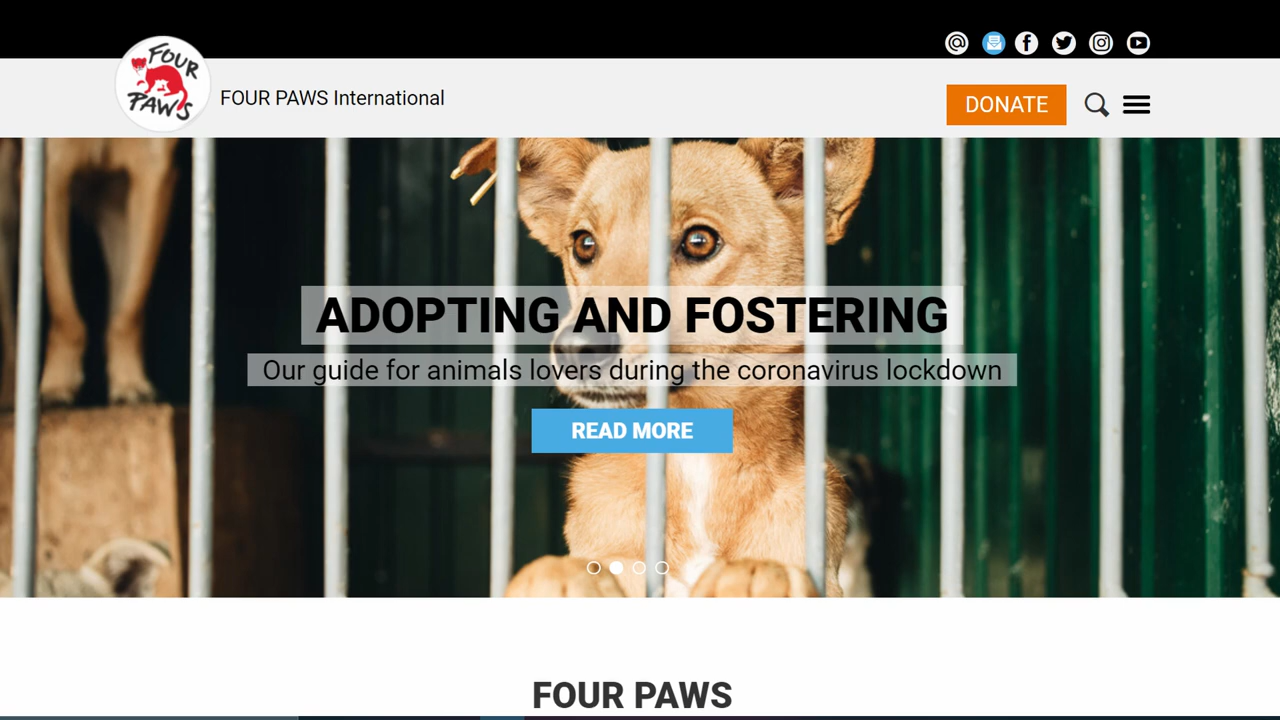 FOUR
PAWS
FOUR PAWS International
DONATE
ADOPTING AND FOSTERING
Our guide for animals lovers during the coronavirus lockdown
READ MORE
FOUR PAWS